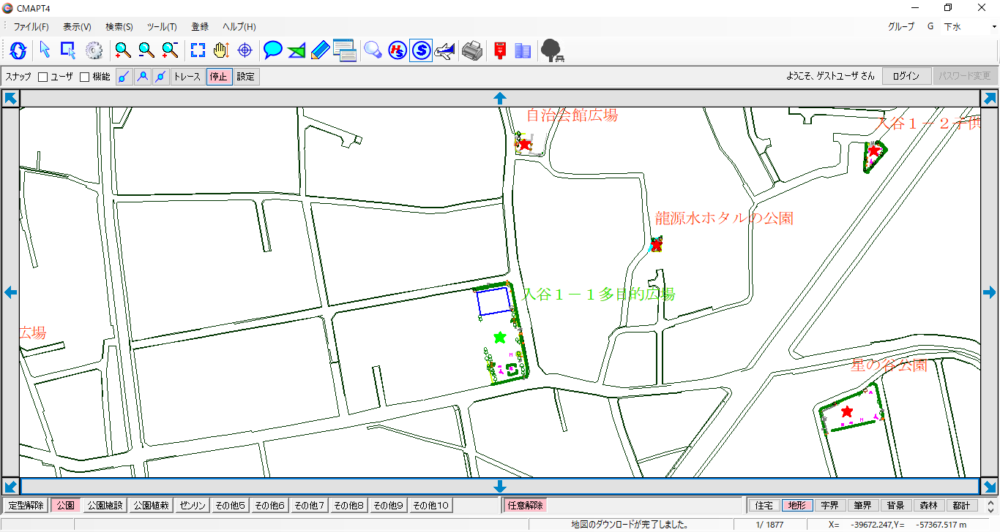 CMAPT4
ファイル(F) 表示(V) 検索(S) ツール(T) 登録 ヘルプ(H) グループ G 下水
スナップ ユーザ 機能 トレース 停止 設定 ようこそ、ゲストユーザ さん ログイン パスワード変更
自治会館広場
入谷１－２子供
龍源水ホタルの公園
入谷１－１多目的広場
広場
星の谷公園
定型解除 公園 公園施設 公園植栽 ゼンリン その他5 その他6 その他7 その他8 その他9 その他10 任意解除 住宅 地形 字界 筆界 背景 森林 都計
地図のダウンロードが完了しました。 1/ 1877 X= -39672.247,Y= -57367.517 m